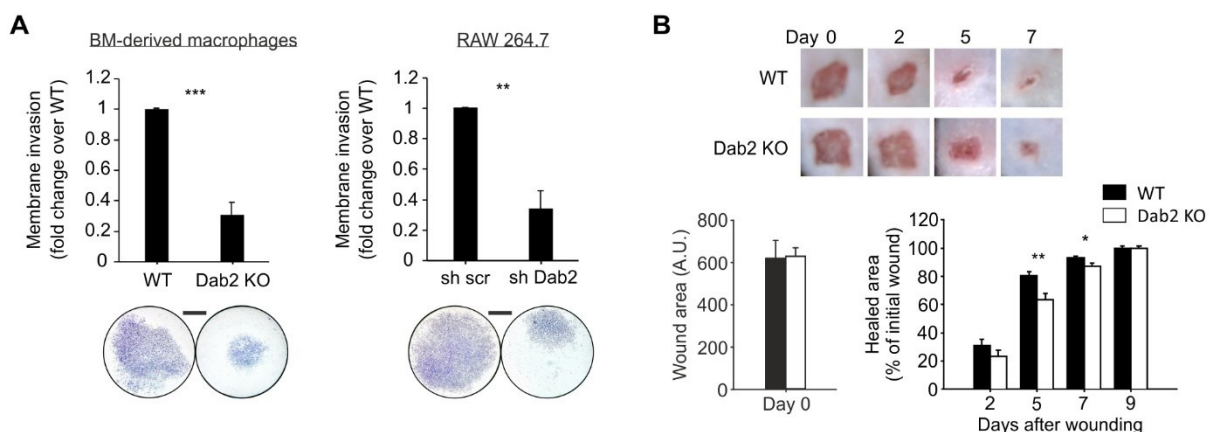 A
BM-derived macrophages
Membrane invasion
(fold change over WT)
1.2
1
0.8
0.6
0.4
0.2
0
***
WT Dab2 KO
RAW 264.7
Membrane invasion
(fold change over WT)
1.2
1
0.8
0.6
0.4
0.2
0
**
sh scr sh Dab2
B
Day 0 2 5 7
WT
Dab2 KO
Wound area (A.U.)
800
600
400
200
0
Day 0
WT
Dab2 KO
Healed area
(% of initial wound)
120
100
80
60
40
20
0
**
*
2 5 7 9
Days after wounding